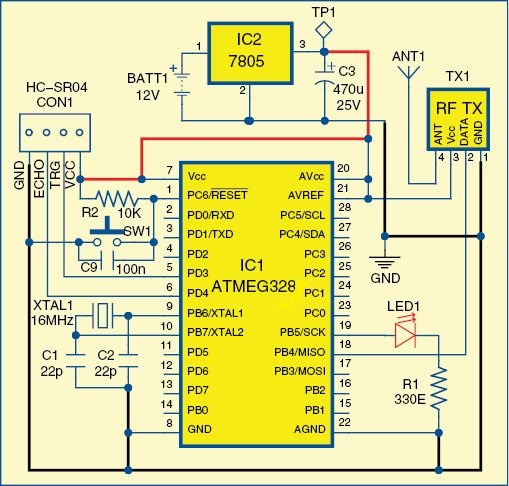 TP1
IC2
7805
1
3
2
BATT1
12V
C3
470u
25V
ANT1
TX1
RF TX
ANT
Vcc
DATA
GND
4 3 2 1
HC-SR04
CON1
GND
ECHO
TRG
VCC
R2 10K
SW1
C9 100n
XTAL1
16MHz
C1
22p
C2
22p
IC1
ATMEG328
7 Vcc
1 PC6/RESET
2 PD0/RXD
3 PD1/TXD
4 PD2
5 PD3
6 PD4
9 PB6/XTAL1
10 PB7/XTAL2
11 PD5
12 PD6
13 PD7
14 PB0
8 GND
AVcc 20
AVREF 21
PC5/SCL 28
PC4/SDA 27
PC3 26
PC2 25
PC1 24
PC0 23
PB5/SCK 19
PB4/MISO 18
PB3/MOSI 17
PB2 16
PB1 15
AGND 22
GND
LED1
R1
330E